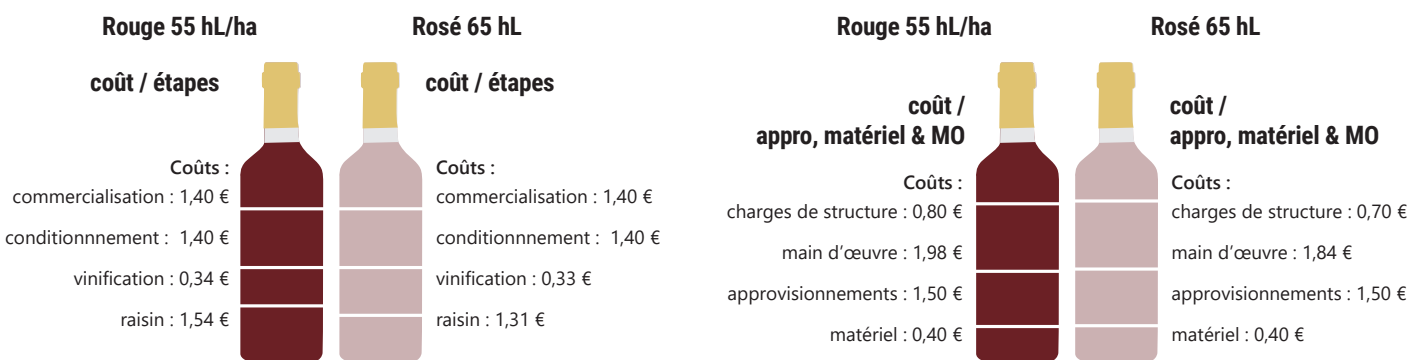 Rouge 55 hL/ha
Rosé 65 hL
coût / étapes
coût / étapes
Coûts :
commercialisation : 1,40 €
conditionnnement : 1,40 €
vinification : 0,34 €
raisin : 1,54 €
Coûts :
commercialisation : 1,40 €
conditionnnement : 1,40 €
vinification : 0,33 €
raisin : 1,31 €
Rouge 55 hL/ha
Rosé 65 hL
coût /
appro, matériel & MO
coût /
appro, matériel & MO
Coûts :
charges de structure : 0,80 €
main d’œuvre : 1,98 €
approvisionnements : 1,50 €
matériel : 0,40 €
Coûts :
charges de structure : 0,70 €
main d’œuvre : 1,84 €
approvisionnements : 1,50 €
matériel : 0,40 €